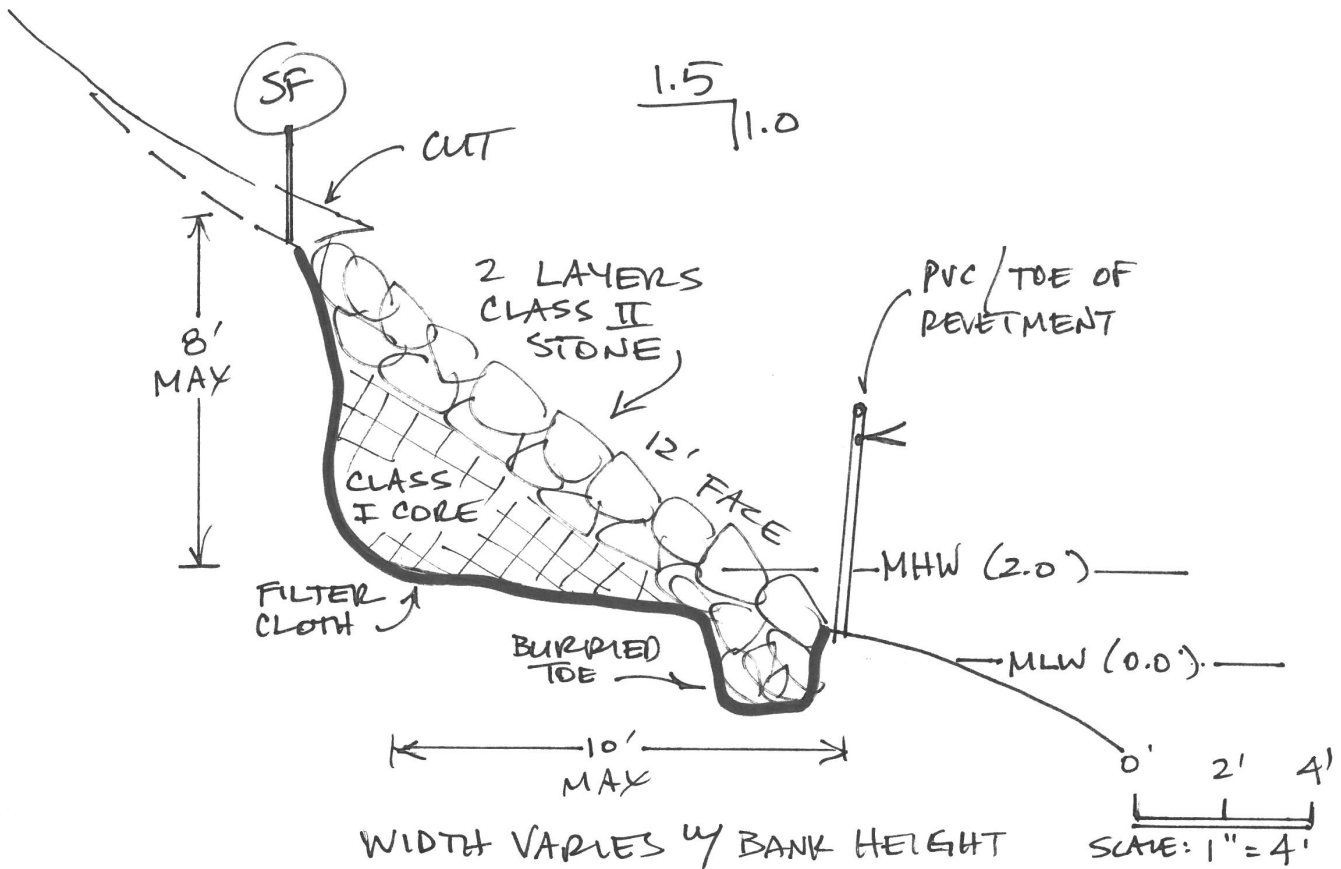 SF
1.5
1.0
CUT
2 LAYERS
CLASS II
STONE
PVC/TOE OF
REVETMENT
8'
MAX
12' FACE
CLASS
I CORE
MHW (2.0')
FILTER
CLOTH
BURRIED
TOE
MLW (0.0')
10'
MAX
0' 2' 4'
WIDTH VARIES w/ BANK HEIGHT
SCALE: 1" = 4'